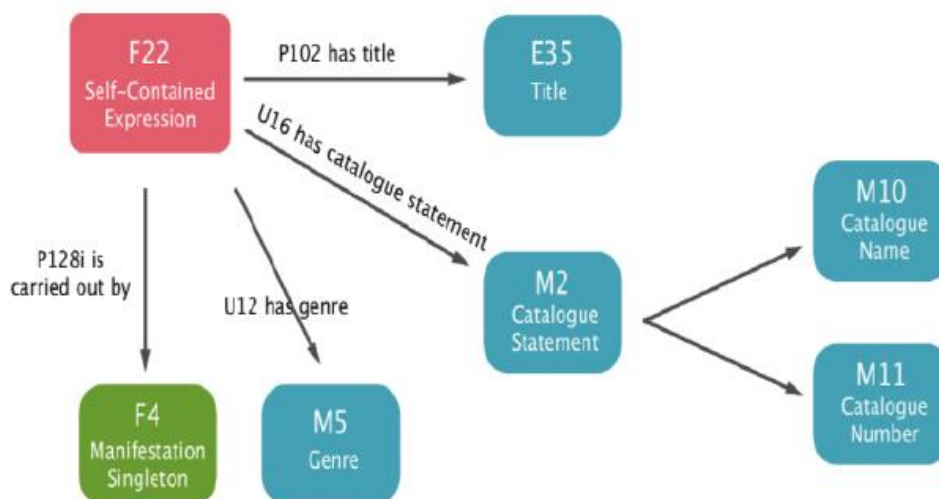 F22
Self-Contained
Expression
P102 has title
E35
Title
U16 has catalogue statement
P128i is
carried out by
U12 has genre
M2
Catalogue
Statement
M10
Catalogue
Name
M11
Catalogue
Number
F4
Manifestation
Singleton
M5
Genre